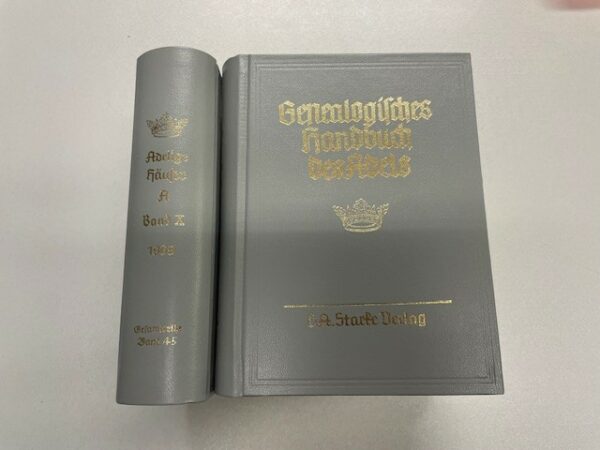 Adelige
Häuser
A
Band X
Gesamtreihe
Band 45
Genealogisches
Handbuch
des Adels
C.A. Starke Verlag